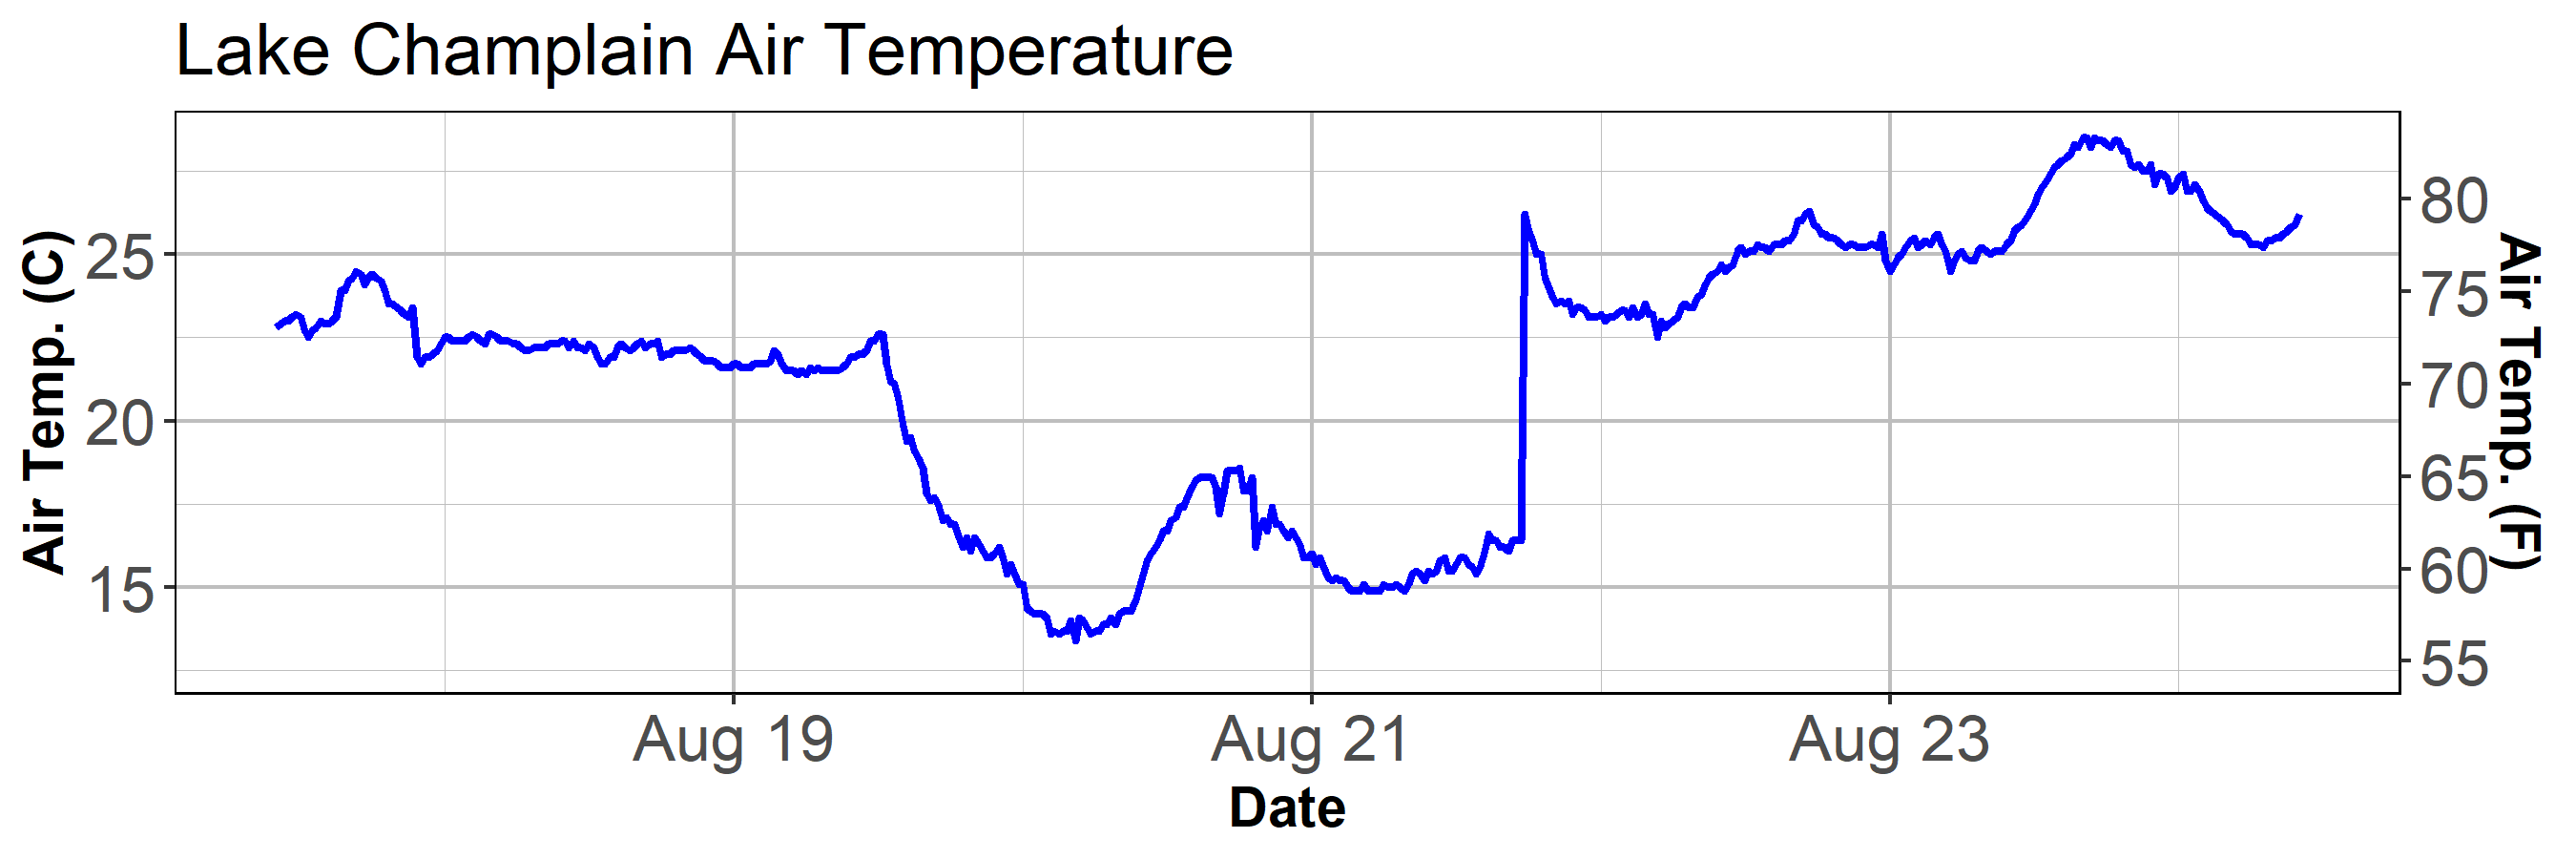 Lake Champlain Air Temperature
Air Temp. (C)
25
20
15
80
75
70
65
60
55
Air Temp. (F)
Aug 19
Aug 21
Aug 23
Date